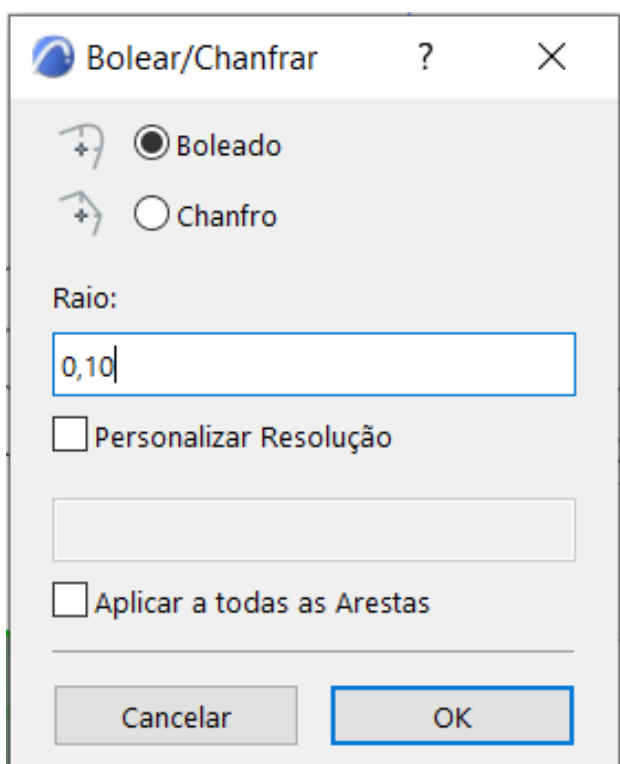 Bolear/Chanfrar ?
Boleado
Chanfro
Raio:
0,10
Personalizar Resolução
Aplicar a todas as Arestas
Cancelar OK